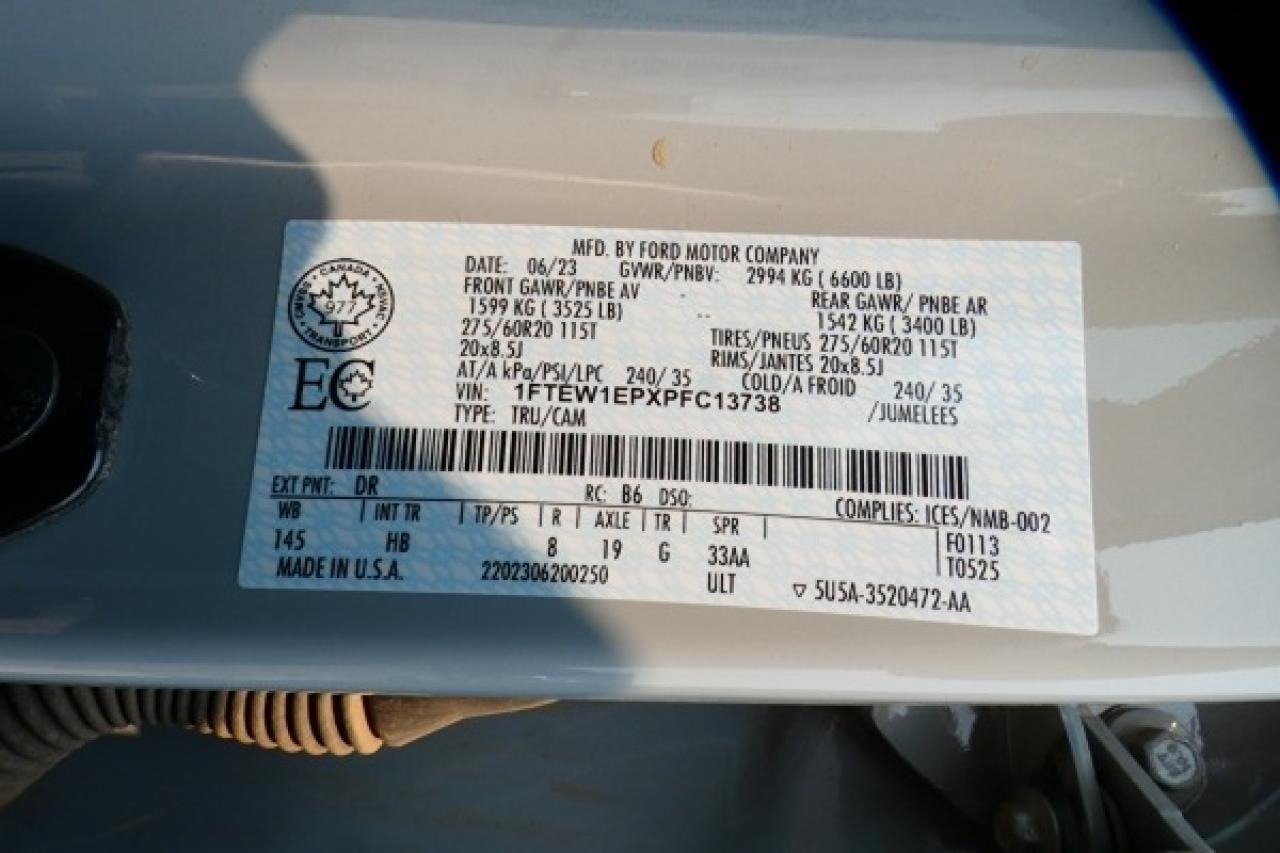 MFD. BY FORD MOTOR COMPANY
DATE: 06/23 GVWR/PNBV: 2994 KG ( 6600 LB)
FRONT GAWR/PNBE AV REAR GAWR/ PNBE AR
1599 KG ( 3525 LB) 1542 KG ( 3400 LB)
275/60R20 115T TIRES/PNEUS 275/60R20 115T
20x8.5J RIMS/JANTES 20x8.5J
AT/A kPa/PSI/LPC 240/ 35 COLD/A FROID 240/ 35
VIN: 1FTEW1EPXPFC13738 /JUMELEES
TYPE: TRU/CAM
CANADA
TRANSPORT
977
EC
EXT PNT: DR RC: B6 DSO:
COMPLIES: ICES/NMB-002
WB INT TR TP/PS R AXLE TR SPR
145 HB 8 19 G 33AA
F0113
T0525
MADE IN U.S.A. 2202306200250 ULT ▽ 5U5A-3520472-AA